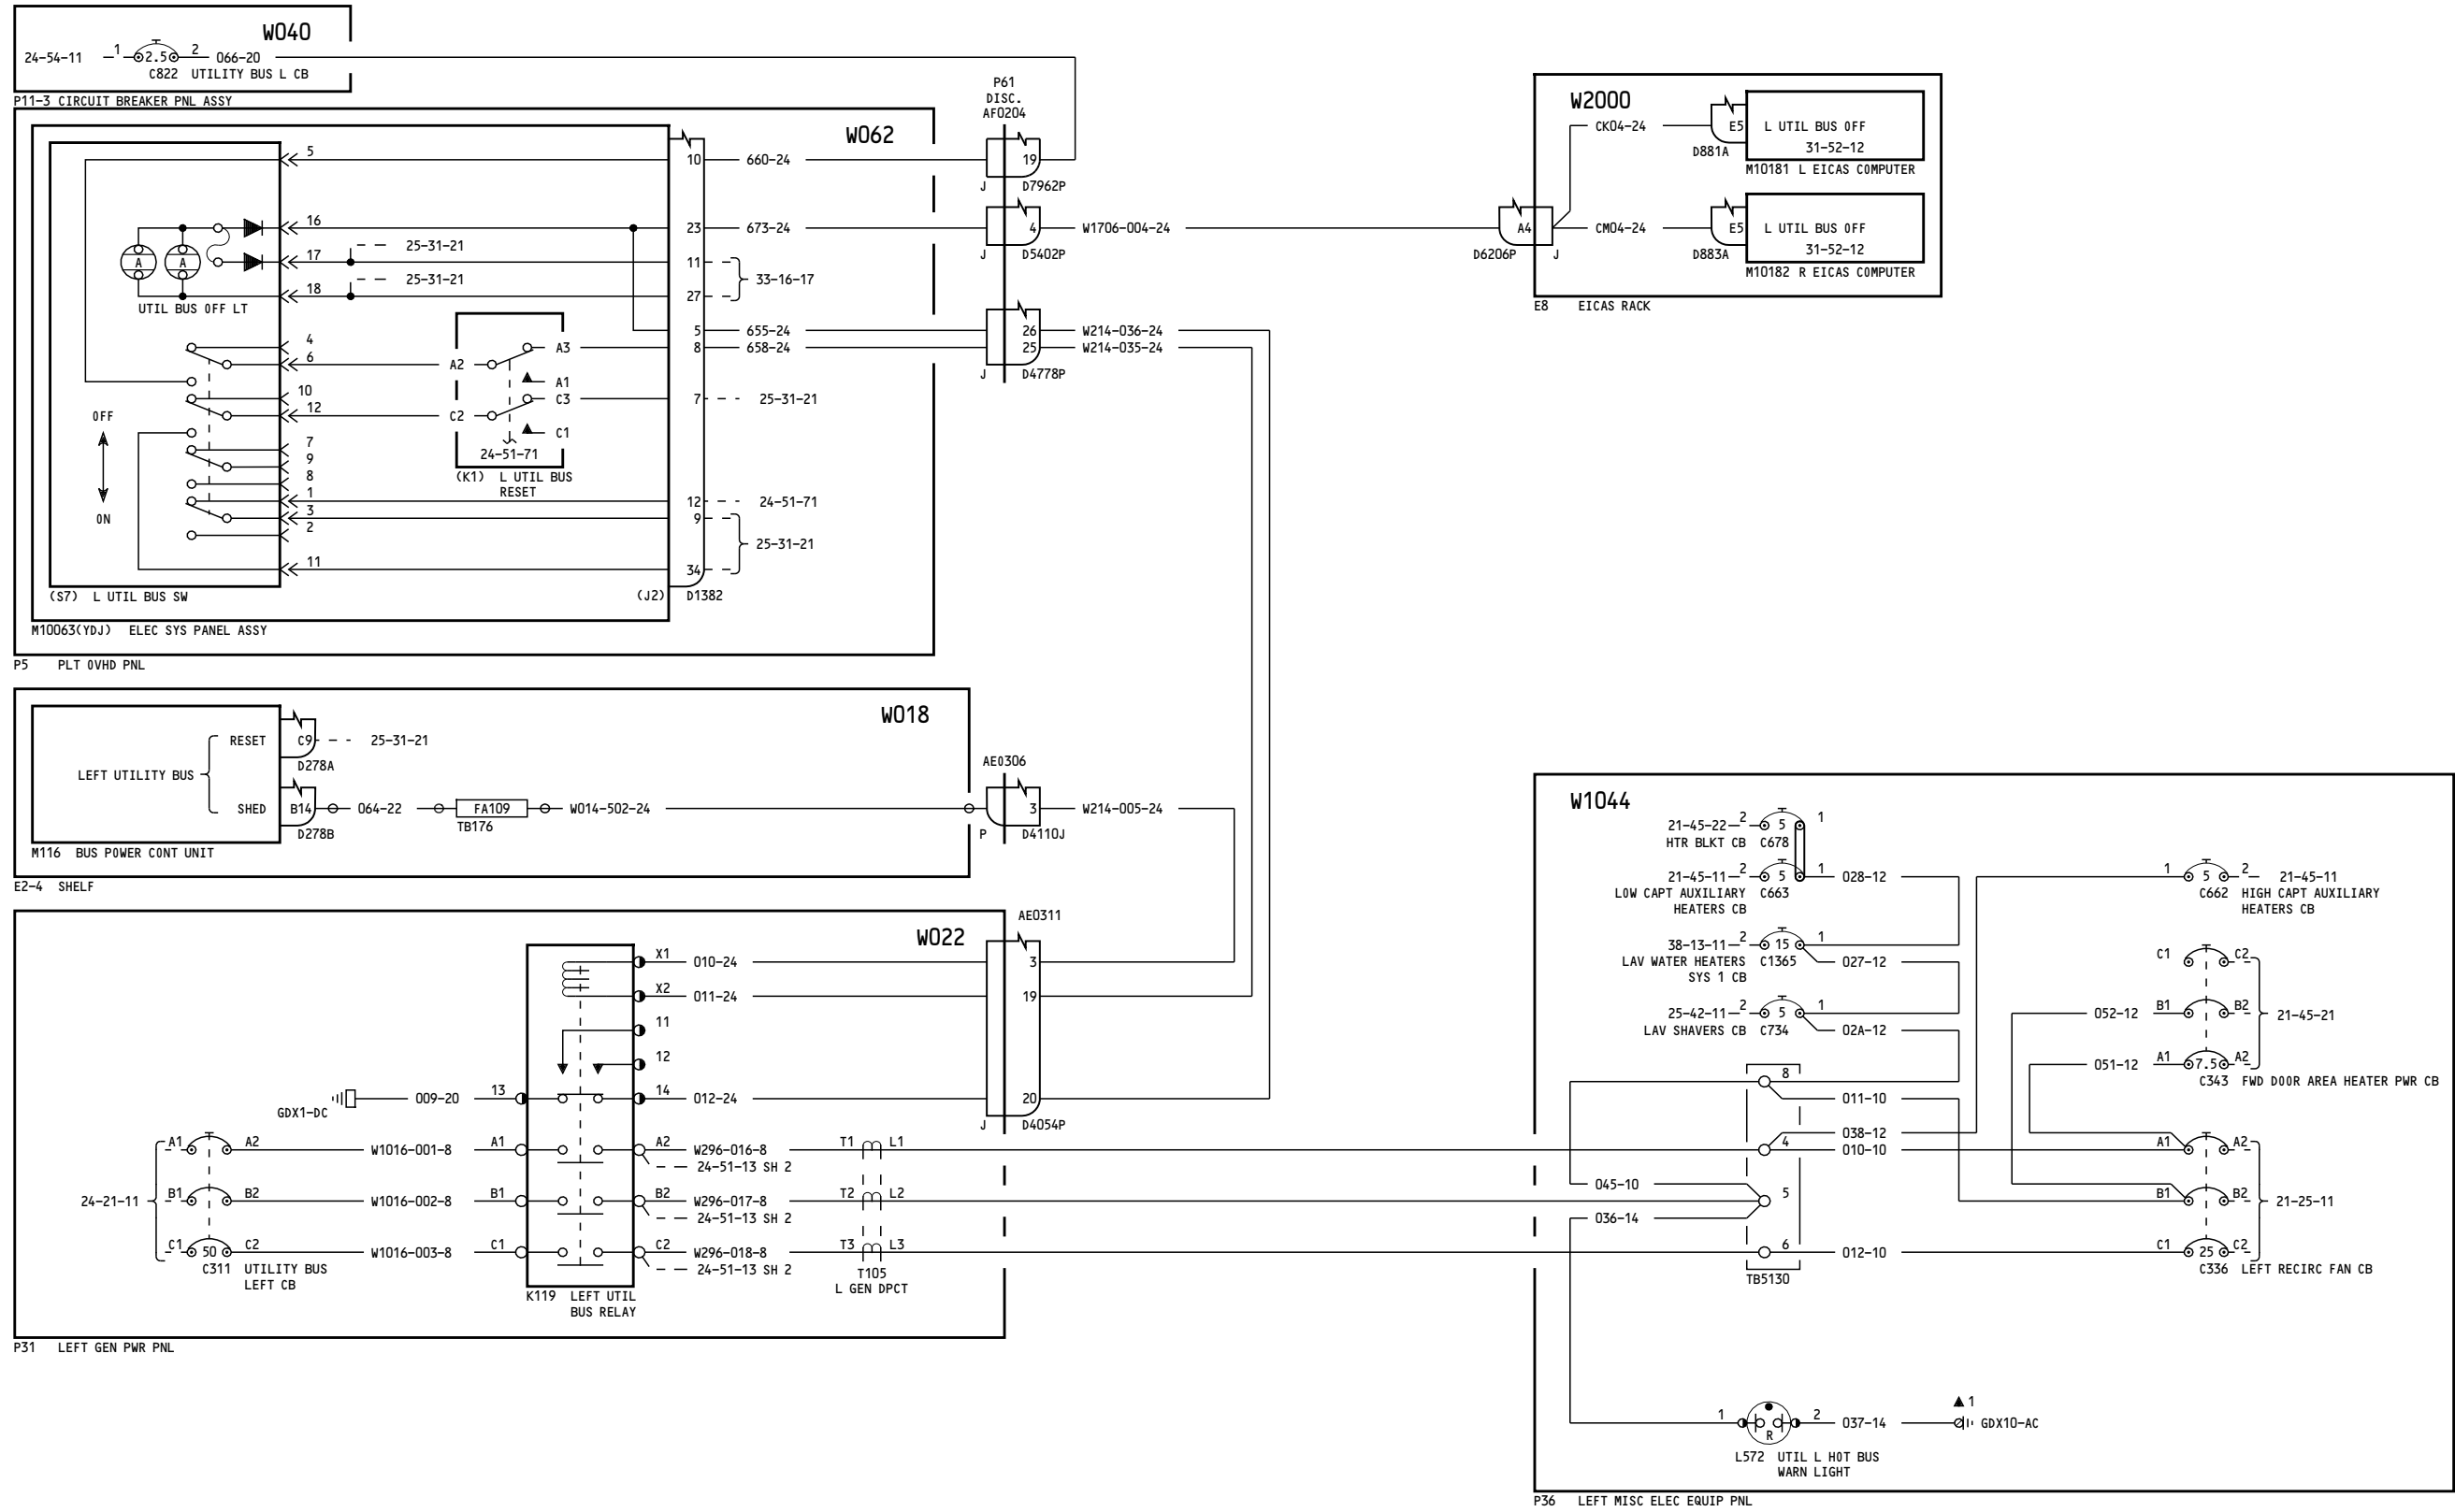 W040
24-54-11 1 2.5 2 066-20
C822 UTILITY BUS L CB
P11-3 CIRCUIT BREAKER PNL ASSY
P61
DISC.
AF0204
W062
5 10 660-24 19
J D7962P
16 23 673-24 4 W1706-004-24 A4
J D5402P
D6206P J
17 25-31-21 11
25-31-21
33-16-17
18 27
A A
UTIL BUS OFF LT
5 655-24 26 W214-036-24
4 A3 8 658-24 25 W214-035-24
J D4778P
6 A2
A1
10 C3 7 25-31-21
12 C2
C1
OFF
ON
7
9
8
24-51-71
(K1) L UTIL BUS
RESET
1 12 24-51-71
3 9
2
25-31-21
11 34
(S7) L UTIL BUS SW
(J2) D1382
M10063(YDJ) ELEC SYS PANEL ASSY
P5 PLT OVHD PNL
W2000
CK04-24 E5 L UTIL BUS OFF
31-52-12
D881A
M10181 L EICAS COMPUTER
CM04-24 E5 L UTIL BUS OFF
31-52-12
D883A
M10182 R EICAS COMPUTER
E8 EICAS RACK
W018
LEFT UTILITY BUS
RESET C9 25-31-21
D278A
SHED B14 064-22 FA109 W014-502-24
TB176
D278B
AE0306
3 W214-005-24
P D4110J
M116 BUS POWER CONT UNIT
E2-4 SHELF
W022
AE0311
X1 010-24 3
X2 011-24 19
11
12
GDX1-DC 009-20 13 14 012-24 20
J D4054P
24-21-11
A1 A2 W1016-001-8 A1 A2 W296-016-8 T1 L1
24-51-13 SH 2
B1 B2 W1016-002-8 B1 B2 W296-017-8 T2 L2
24-51-13 SH 2
C1 50 C2 W1016-003-8 C1 C2 W296-018-8 T3 L3
24-51-13 SH 2
C311 UTILITY BUS
LEFT CB
K119 LEFT UTIL
BUS RELAY
T105
L GEN DPCT
P31 LEFT GEN PWR PNL
W1044
21-45-22 2 5 1
HTR BLKT CB C678
21-45-11 2 5 1 028-12
LOW CAPT AUXILIARY C663
HEATERS CB
38-13-11 2 15 1
LAV WATER HEATERS C1365 027-12
SYS 1 CB
25-42-11 2 5 1
LAV SHAVERS CB C734 02A-12
1 5 2 21-45-11
C662 HIGH CAPT AUXILIARY
HEATERS CB
C1 C2
052-12 B1 B2 21-45-21
051-12 A1 7.5 A2
C343 FWD DOOR AREA HEATER PWR CB
8
011-10
038-12
4 010-10 A1 A2
045-10
5 B1 B2 21-25-11
036-14
6 012-10 C1 25 C2
TB5130
C336 LEFT RECIRC FAN CB
1 R 2 037-14 GDX10-AC
1
L572 UTIL L HOT BUS
WARN LIGHT
P36 LEFT MISC ELEC EQUIP PNL